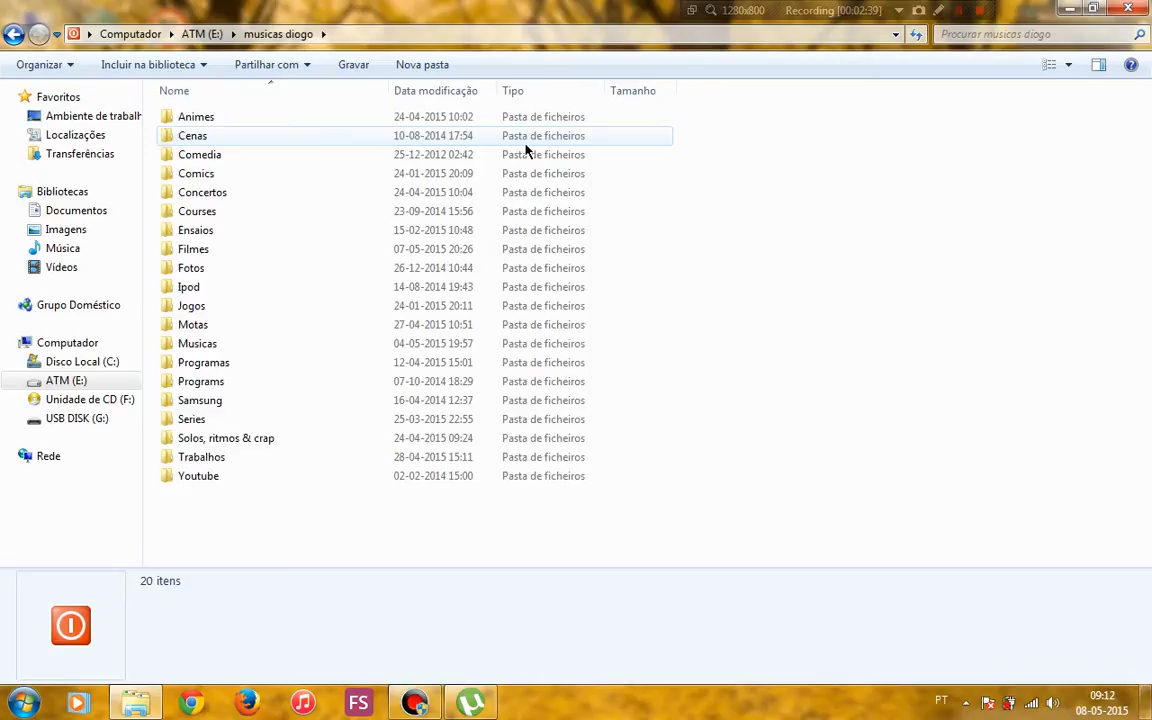 1280x800 Recording [00:02:39]
Computador ATM (E:) musicas diogo
Procurar musicas diogo
Organizar Incluir na biblioteca Partilhar com Gravar Nova pasta
Nome Data modificação Tipo Tamanho
Favoritos
Ambiente de trabalh
Localizações
Transferências
Bibliotecas
Documentos
Imagens
Música
Vídeos
Grupo Doméstico
Computador
Disco Local (C:)
ATM (E:)
Unidade de CD (F:)
USB DISK (G:)
Rede
Animes 24-04-2015 10:02 Pasta de ficheiros
Cenas 10-08-2014 17:54 Pasta de ficheiros
Comedia 25-12-2012 02:42 Pasta de ficheiros
Comics 24-01-2015 20:09 Pasta de ficheiros
Concertos 24-04-2015 10:04 Pasta de ficheiros
Courses 23-09-2014 15:56 Pasta de ficheiros
Ensaios 15-02-2015 10:48 Pasta de ficheiros
Filmes 07-05-2015 20:26 Pasta de ficheiros
Fotos 26-12-2014 10:44 Pasta de ficheiros
Ipod 14-08-2014 19:43 Pasta de ficheiros
Jogos 24-01-2015 20:11 Pasta de ficheiros
Motas 27-04-2015 10:51 Pasta de ficheiros
Musicas 04-05-2015 19:57 Pasta de ficheiros
Programas 12-04-2015 15:01 Pasta de ficheiros
Programs 07-10-2014 18:29 Pasta de ficheiros
Samsung 16-04-2014 12:37 Pasta de ficheiros
Series 25-03-2015 22:55 Pasta de ficheiros
Solos, ritmos & crap 24-04-2015 09:24 Pasta de ficheiros
Trabalhos 28-04-2015 15:11 Pasta de ficheiros
Youtube 02-02-2014 15:00 Pasta de ficheiros
20 itens
FS
PT
09:12
08-05-2015